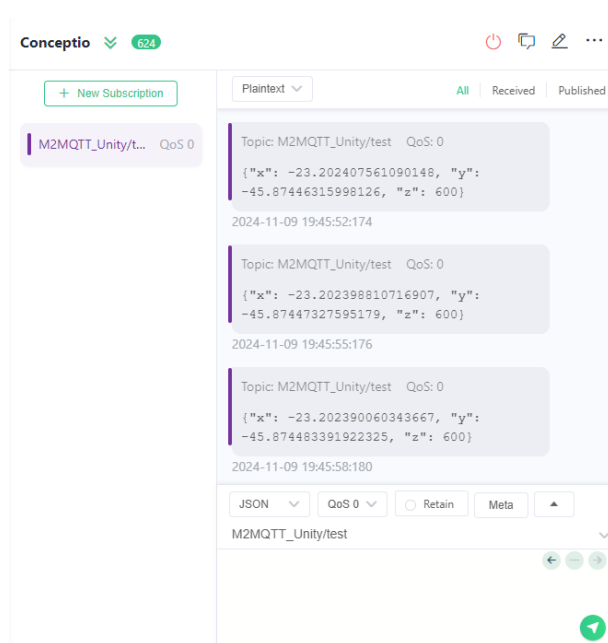 Conceptio 624
+ New Subscription
M2MQTT_Unity/t... QoS 0
Plaintext
All Received Published
Topic: M2MQTT_Unity/test QoS: 0
{"x": -23.202407561090148, "y":
-45.87446315998126, "z": 600}
2024-11-09 19:45:52:174
Topic: M2MQTT_Unity/test QoS: 0
{"x": -23.202398810716907, "y":
-45.87447327595179, "z": 600}
2024-11-09 19:45:55:176
Topic: M2MQTT_Unity/test QoS: 0
{"x": -23.202390060343667, "y":
-45.874483391922325, "z": 600}
2024-11-09 19:45:58:180
JSON QoS 0 Retain Meta
M2MQTT_Unity/test